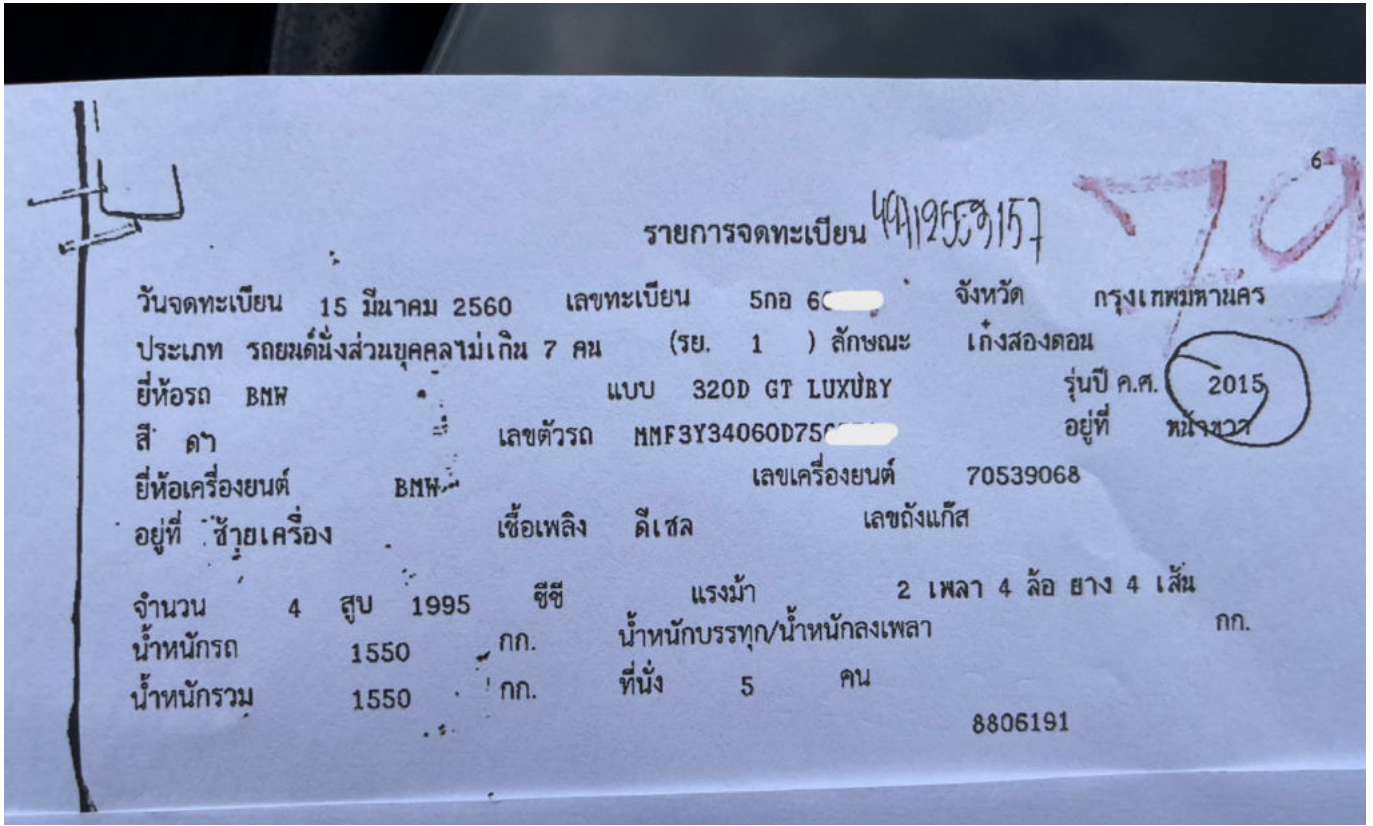 6
79
รายการจดทะเบียน
วันจดทะเบียน 15 มีนาคม 2560 เลขทะเบียน 5กอ 6 จังหวัด กรุงเทพมหานคร
ประเภท รถยนต์นั่งส่วนบุคคลไม่เกิน 7 คน (รย. 1 ) ลักษณะ เก๋งสองตอน
ยี่ห้อรถ BMW แบบ 320D GT LUXURY รุ่นปี ค.ศ. 2015
สี ดำ เลขตัวรถ MMF3Y34060D75 อยู่ที่ หน้าขวา
ยี่ห้อเครื่องยนต์ BMW เลขเครื่องยนต์ 70539068
อยู่ที่ ซ้ายเครื่อง เชื้อเพลิง ดีเซล เลขถังแก๊ส
จำนวน 4 สูบ 1995 ซีซี แรงม้า 2 เพลา 4 ล้อ ยาง 4 เส้น
น้ำหนักรถ 1550 กก. น้ำหนักบรรทุก/น้ำหนักลงเพลา กก.
น้ำหนักรวม 1550 กก. ที่นั่ง 5 คน
8806191